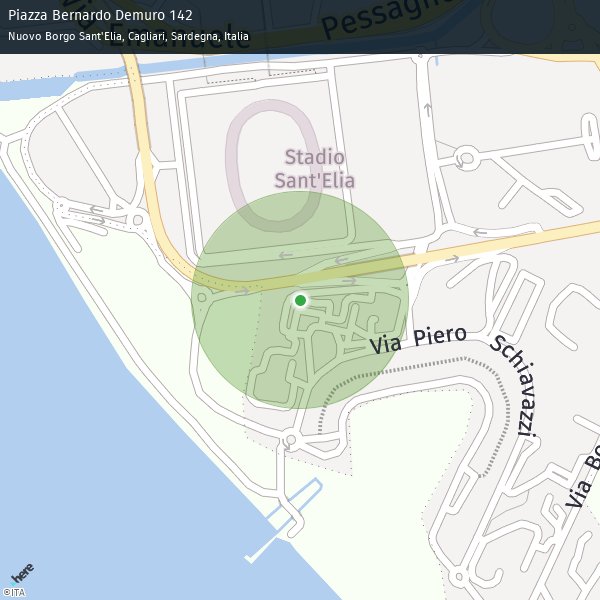 Piazza Bernardo Demuro 142
Nuovo Borgo Sant'Elia, Cagliari, Sardegna, Italia
Emanuele
Pessagno
Stadio
Sant'Elia
Via Piero
Schiavazzi
Via Bo
here
©ITA